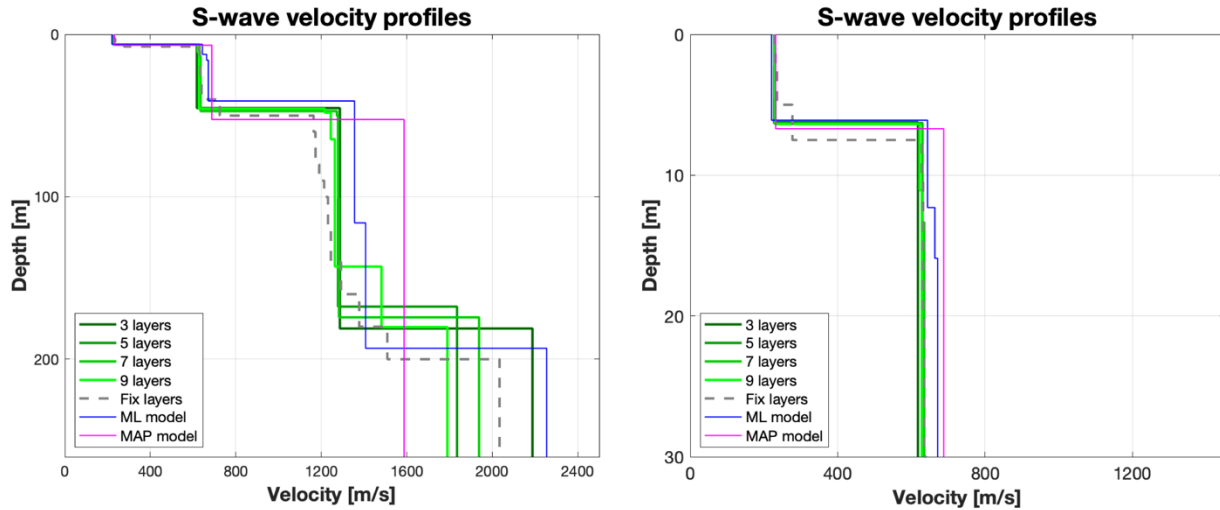 S-wave velocity profiles
0
100
200
Depth [m]
3 layers
5 layers
7 layers
9 layers
Fix layers
ML model
MAP model
0 400 800 1200 1600 2000 2400
Velocity [m/s]
S-wave velocity profiles
0
10
20
30
Depth [m]
3 layers
5 layers
7 layers
9 layers
Fix layers
ML model
MAP model
0 400 800 1200
Velocity [m/s]